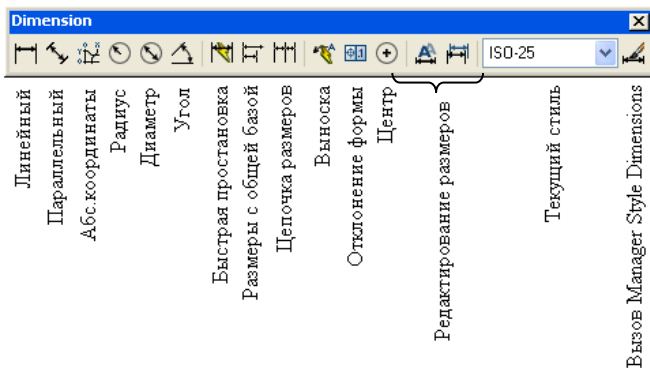 Dimension
ISO-25
Линейный
Параллельный
Абс.координаты
Радиус
Диаметр
Угол
Быстрая простановка
Размеры с общей базой
Цепочка размеров
Выноска
Отклонение формы
Центр
Редактирование размеров
Текущий стиль
Вызов Manager Style Dimensions